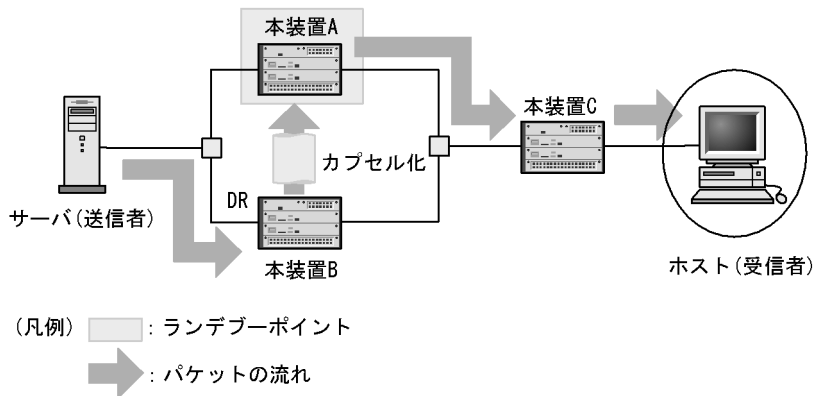 本装置A
本装置C
カプセル化
DR
サーバ(送信者)
本装置B
ホスト(受信者)
(凡例) : ランデブーポイント
: パケットの流れ